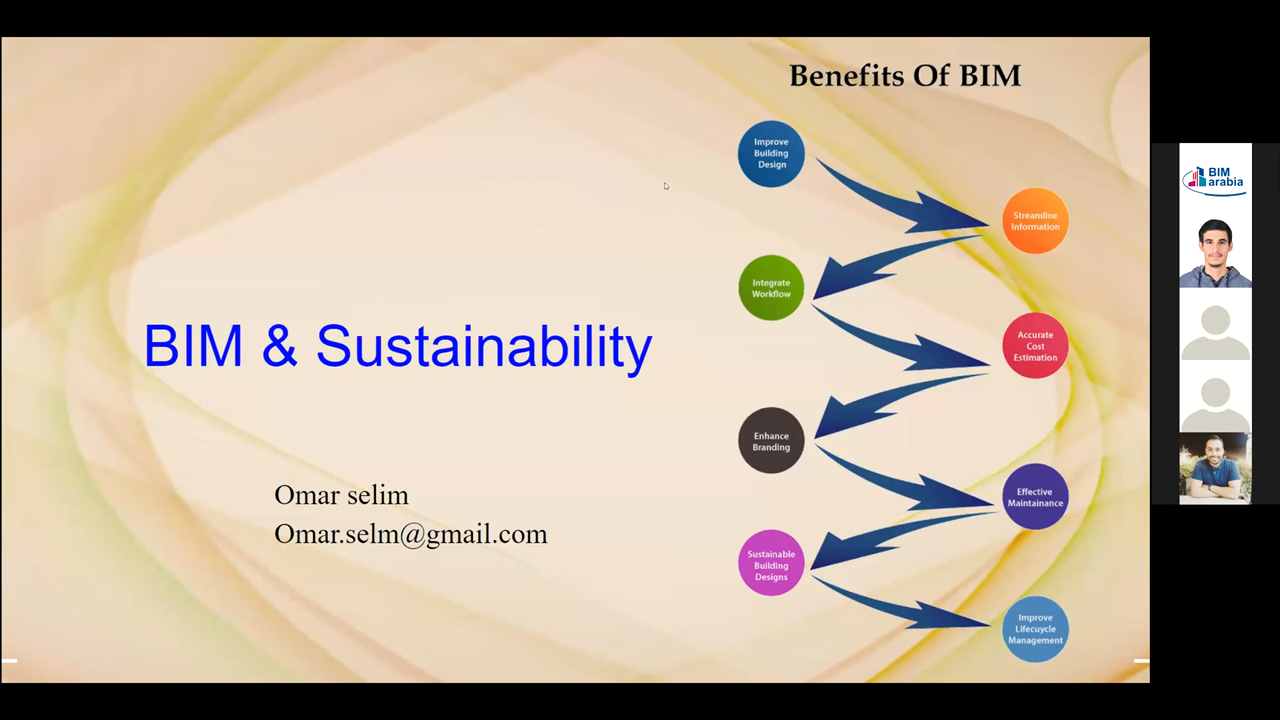 Benefits Of BIM
Improve
Building
Design
Streamline
Information
Integrate
Workflow
Accurate
Cost
Estimation
BIM & Sustainability
Enhance
Branding
Omar selim
Omar.selm@gmail.com
Effective
Maintainance
Sustainable
Building
Designs
Improve
Lifecuycle
Management
BIM
arabia